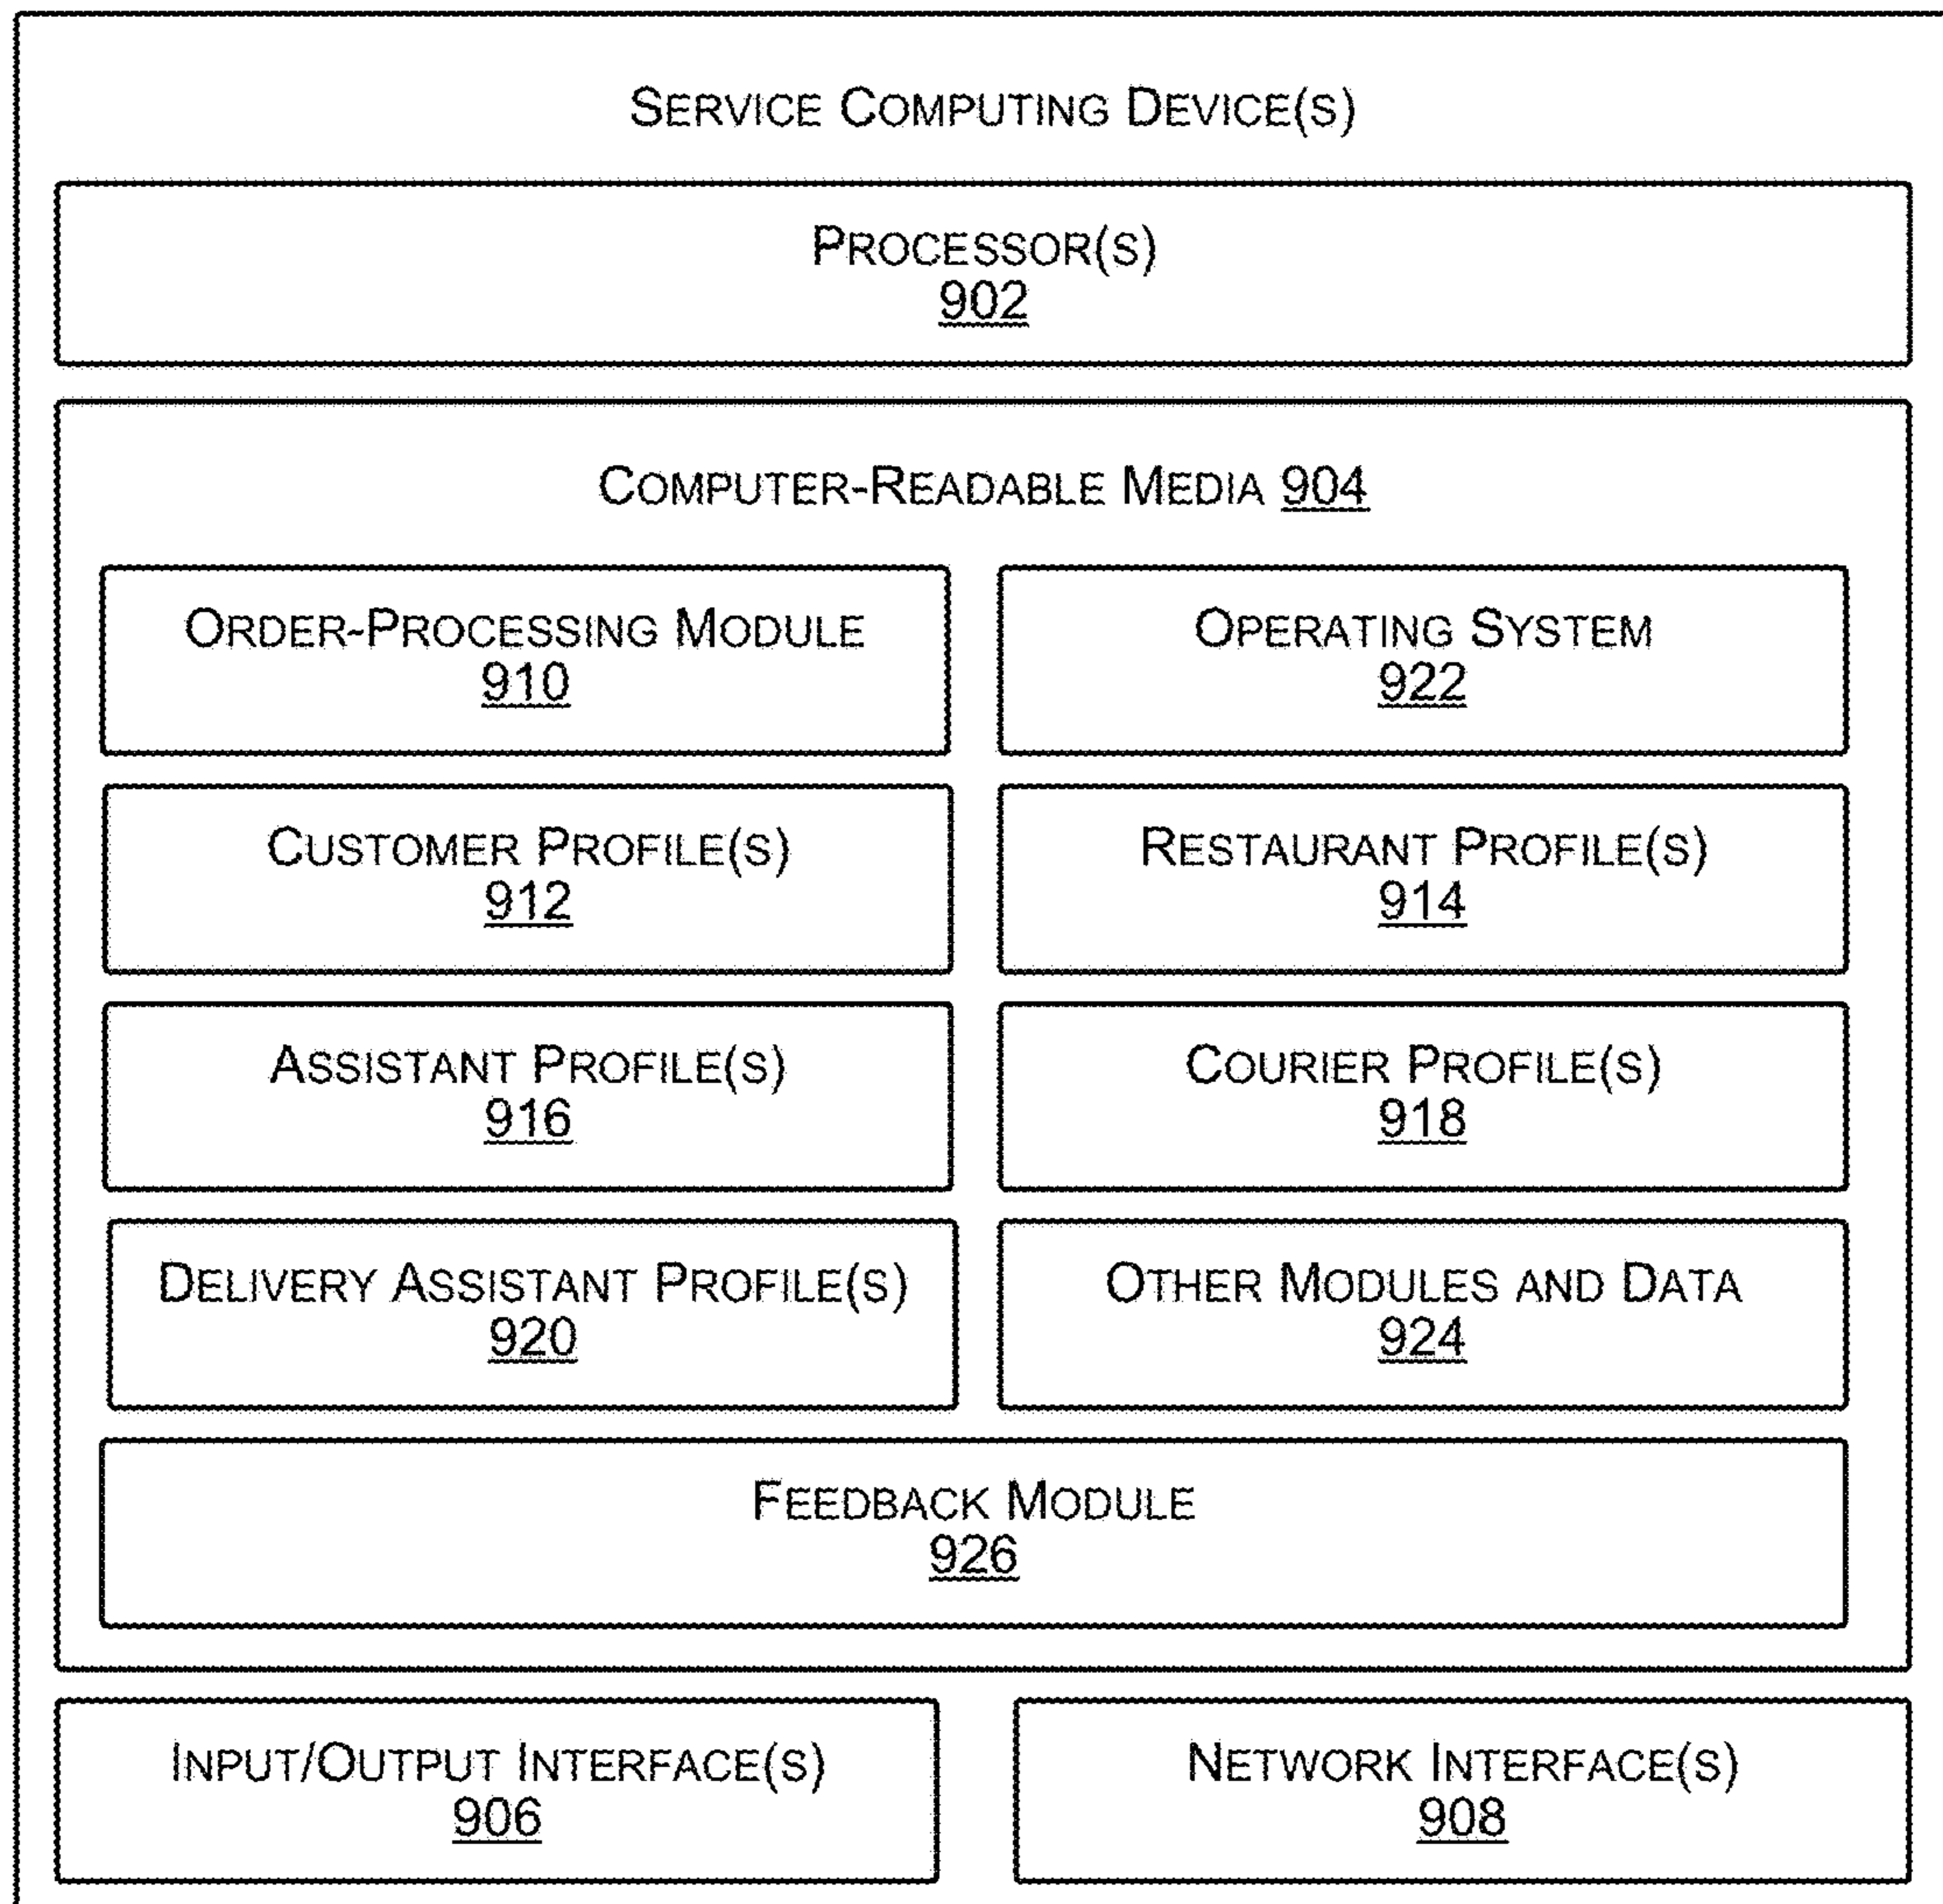 SERVICE COMPUTING DEVICE(S)
PROCESSOR(S)
902
COMPUTER-READABLE MEDIA 904
ORDER-PROCESSING MODULE
910
OPERATING SYSTEM
922
CUSTOMER PROFILE(S)
912
RESTAURANT PROFILE(S)
914
ASSISTANT PROFILE(S)
916
COURIER PROFILE(S)
918
DELIVERY ASSISTANT PROFILE(S)
920
OTHER MODULES AND DATA
924
FEEDBACK MODULE
926
INPUT/OUTPUT INTERFACE(S)
906
NETWORK INTERFACE(S)
908